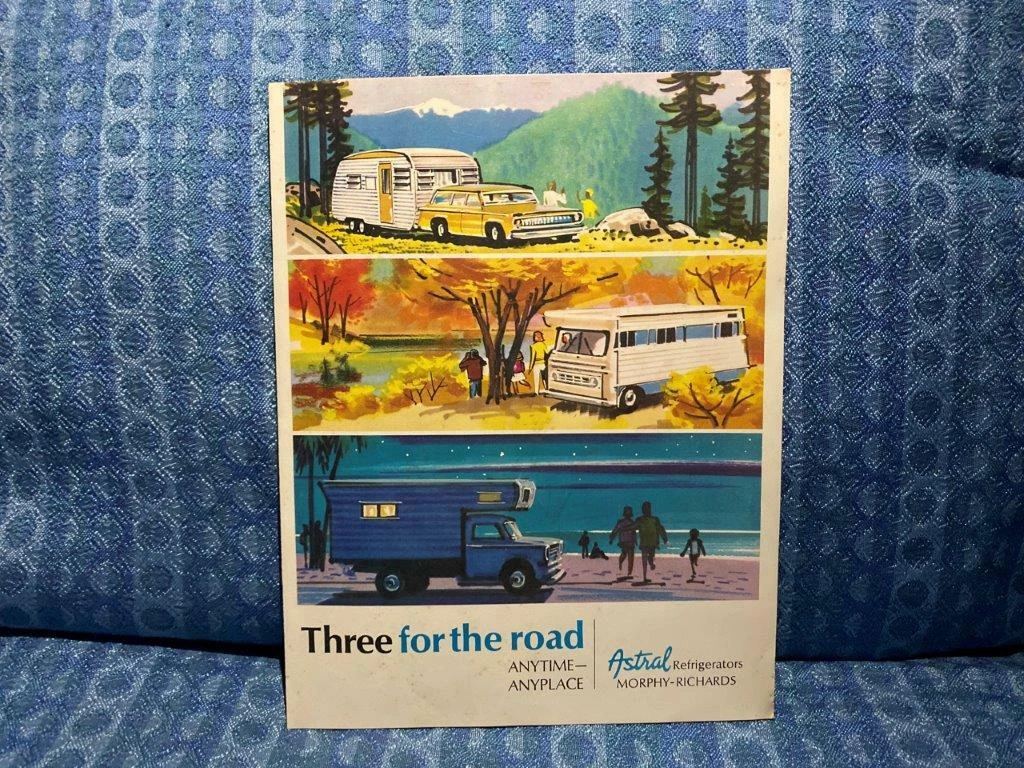 Three for the road
ANYTIME—
ANYPLACE
Astral Refrigerators
MORPHY-RICHARDS